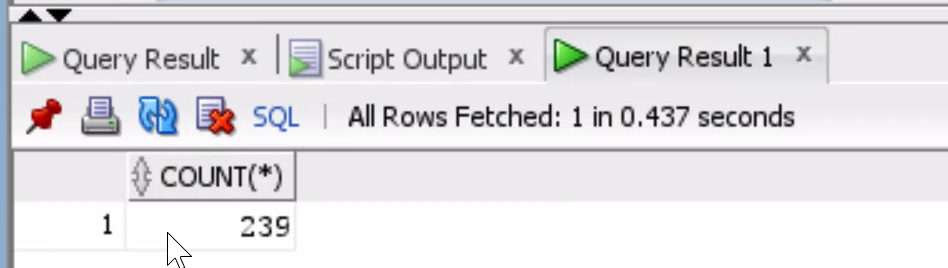 Query Result x Script Output x Query Result 1 x
SQL All Rows Fetched: 1 in 0.437 seconds
COUNT(*)
1 239